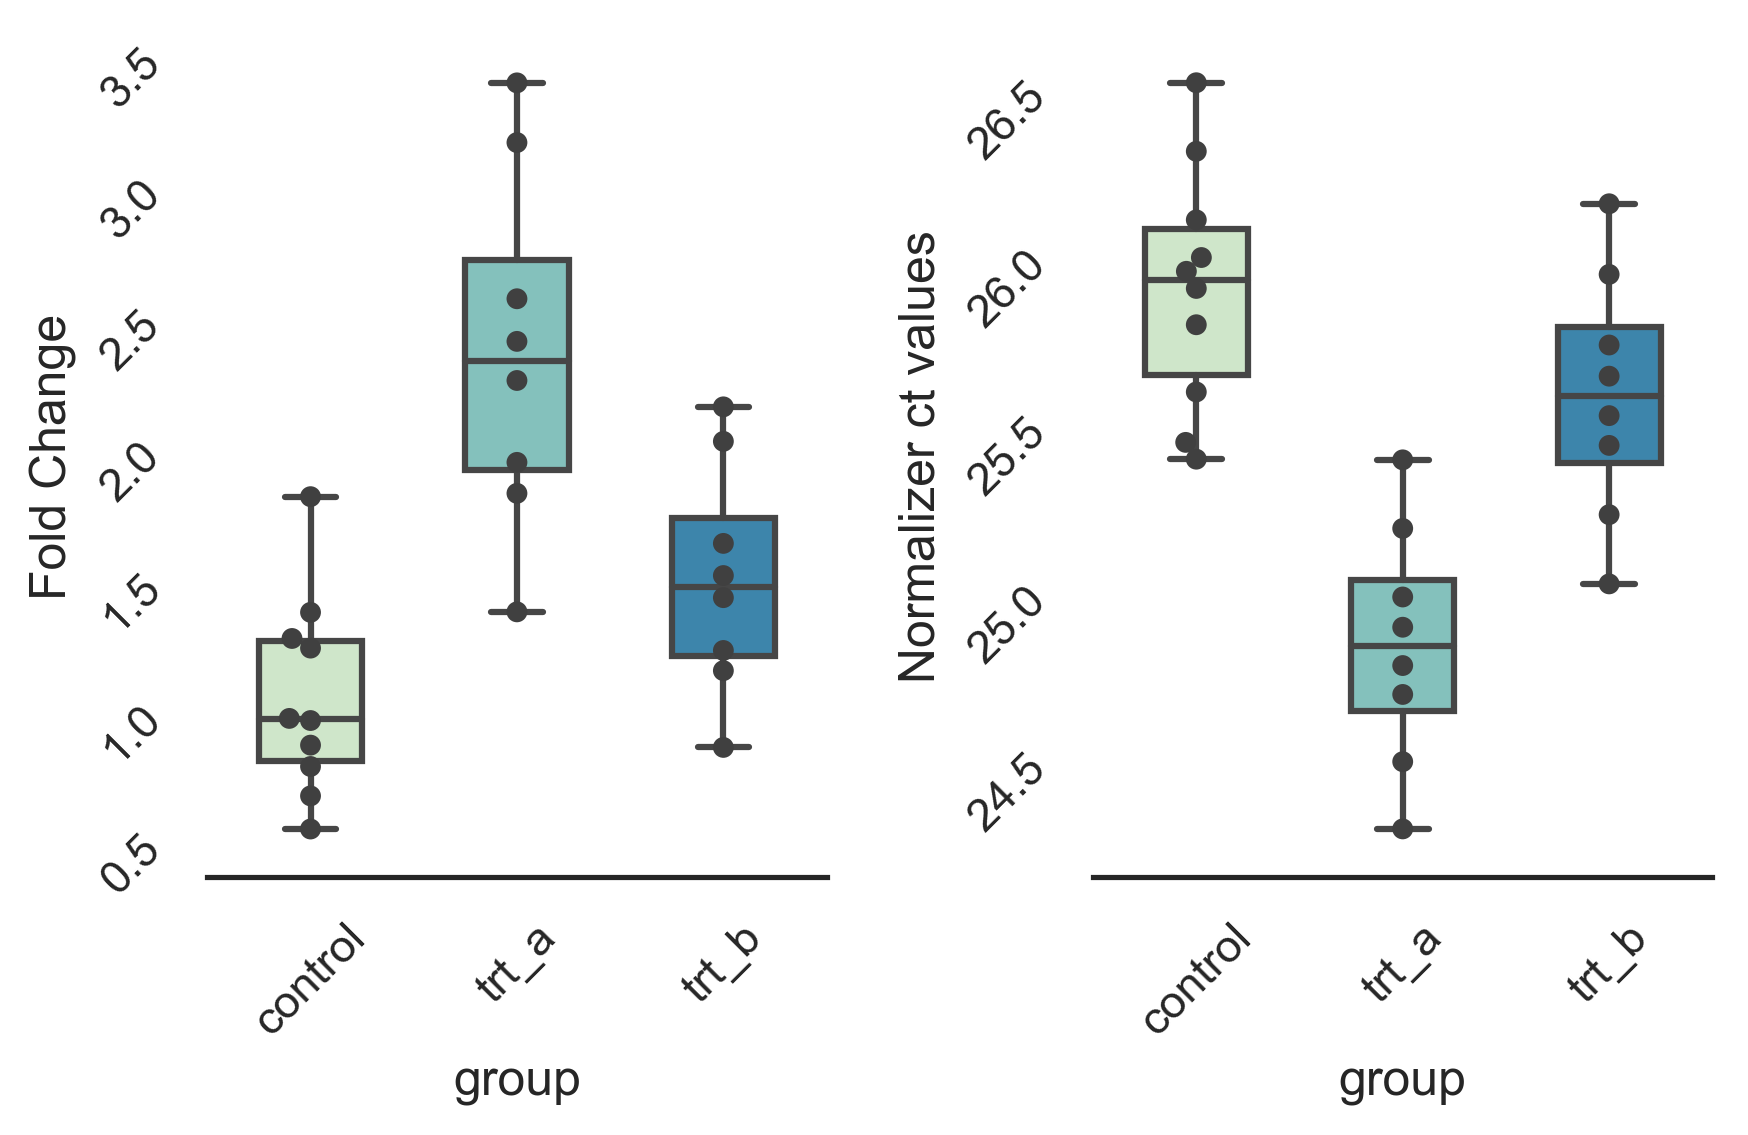 Fold Change
3.5
3.0
2.5
2.0
1.5
1.0
0.5
control
trt_a
trt_b
group
Normalizer ct values
26.5
26.0
25.5
25.0
24.5
control
trt_a
trt_b
group